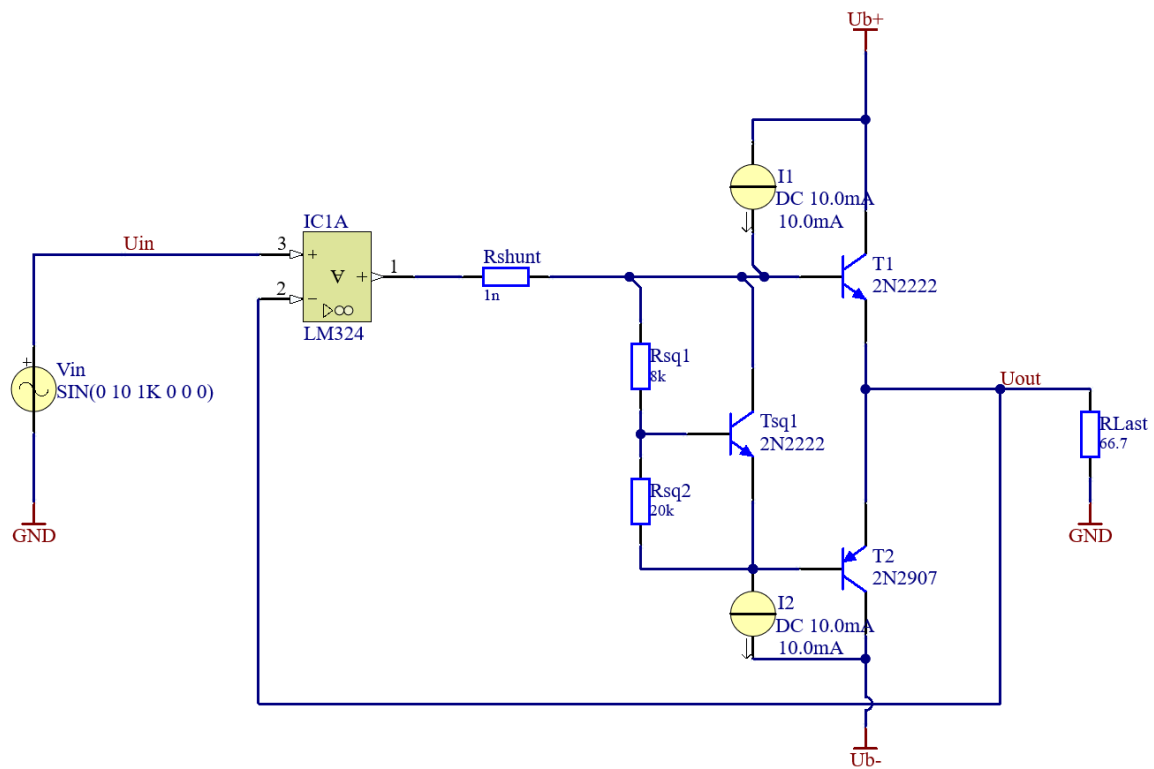 Ub+
I1
DC 10.0mA
10.0mA
IC1A
Uin
3
+
2
−
A
+
1
▷∞
LM324
Rshunt
1n
T1
2N2222
+
Vin
SIN(0 10 1K 0 0 0)
Rsq1
8k
Uout
RLast
66.7
Tsq1
2N2222
Rsq2
20k
GND
GND
T2
2N2907
I2
DC 10.0mA
10.0mA
Ub-